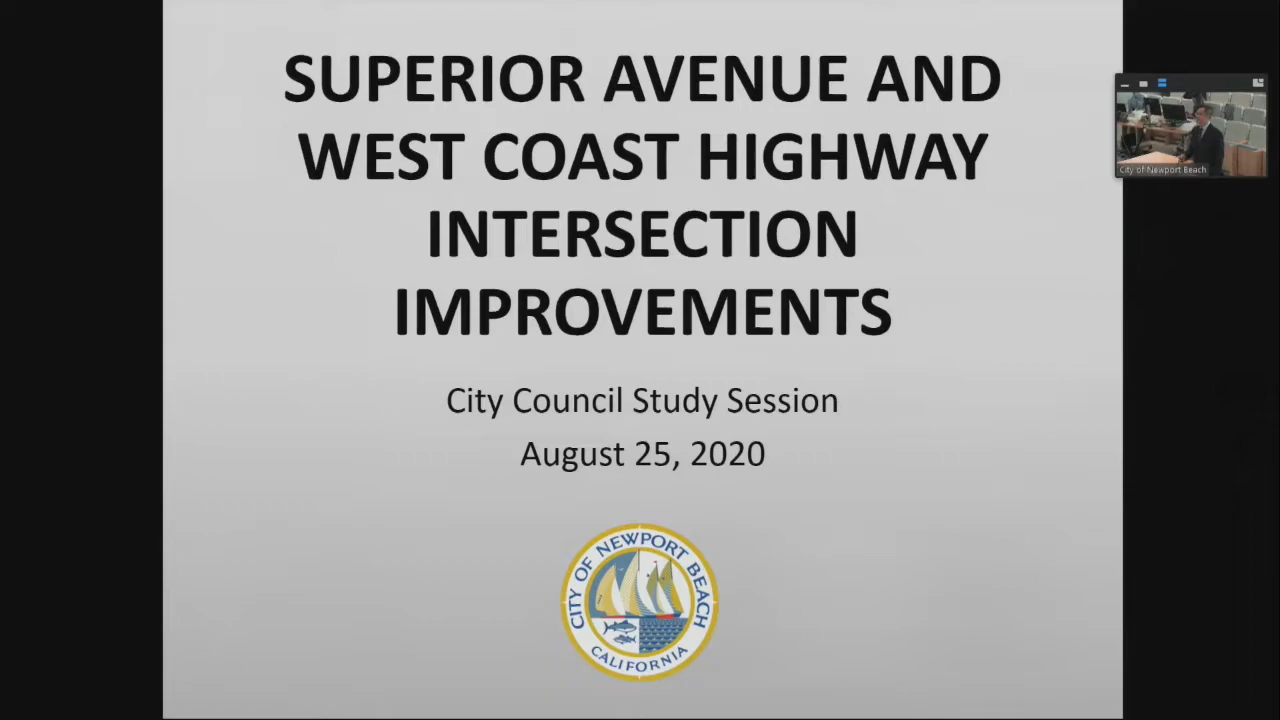 SUPERIOR AVENUE AND
WEST COAST HIGHWAY
INTERSECTION
IMPROVEMENTS
City Council Study Session
August 25, 2020
CITY OF NEWPORT BEACH
CALIFORNIA
City of Newport Beach